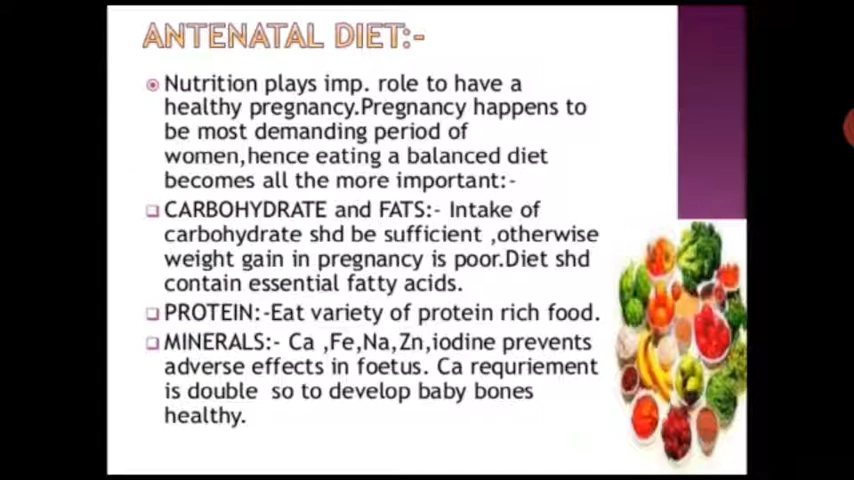 ANTENATAL DIET:-
Nutrition plays imp. role to have a
healthy pregnancy.Pregnancy happens to
be most demanding period of
women,hence eating a balanced diet
becomes all the more important:-
CARBOHYDRATE and FATS:- Intake of
carbohydrate shd be sufficient ,otherwise
weight gain in pregnancy is poor.Diet shd
contain essential fatty acids.
PROTEIN:-Eat variety of protein rich food.
MINERALS:- Ca ,Fe,Na,Zn,iodine prevents
adverse effects in foetus. Ca requriement
is double so to develop baby bones
healthy.